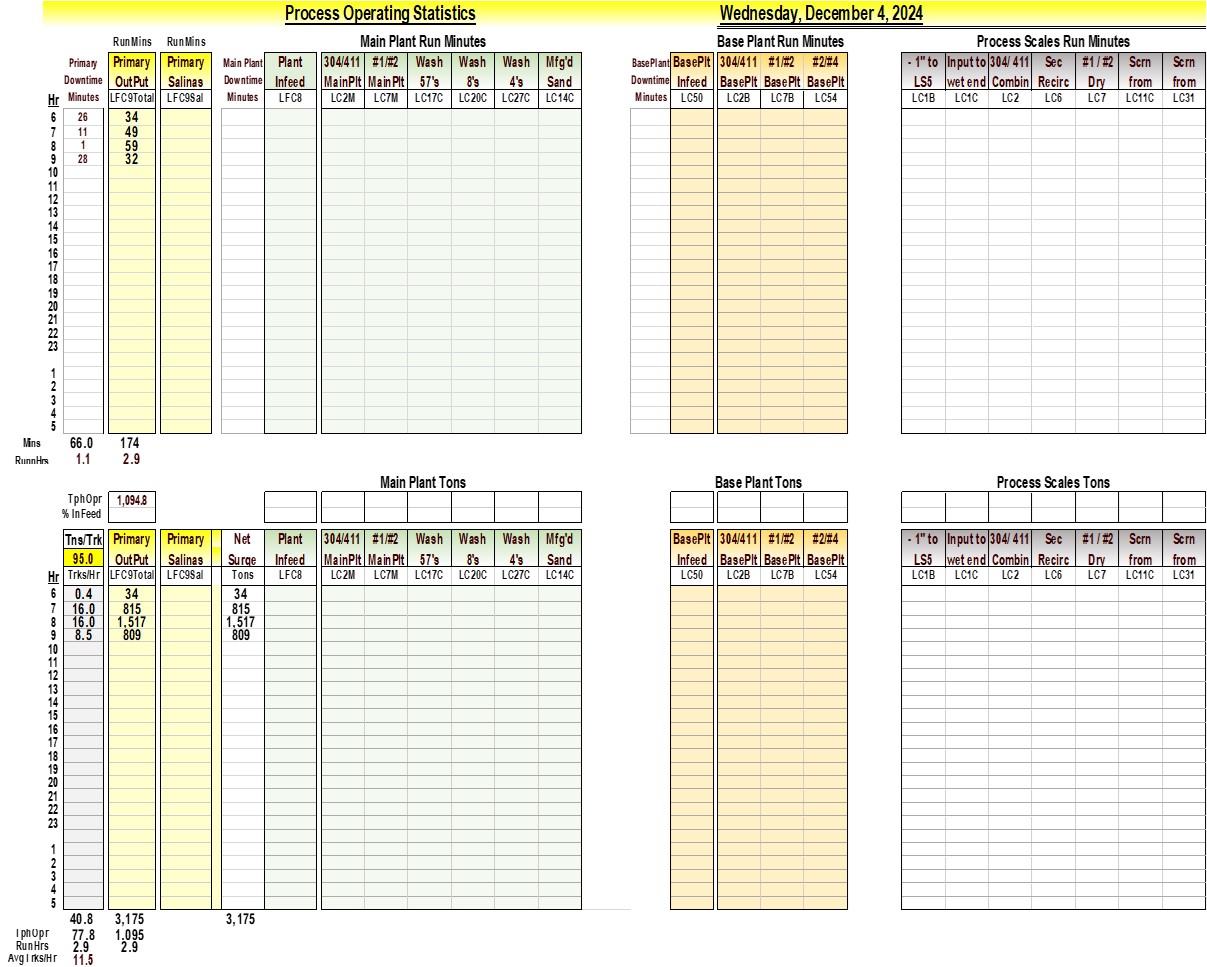 Process Operating Statistics Wednesday, December 4, 2024
RunMins RunMins Main Plant Run Minutes Base Plant Run Minutes Process Scales Run Minutes
Primary Primary Primary Main Plant Plant 304/411 #1/#2 Wash Wash Wash Mfg'd BasePlant BasePlt 304/411 #1/#2 #2/#4 - 1" to Input to 304/ 411 Sec #1 / #2 Scrn Scrn
Downtime OutPut Salinas Downtime Infeed MainPlt MainPlt 57's 8's 4's Sand Downtime Infeed BasePlt BasePlt BasePlt LS5 wet end Combin Recirc Dry from from
Hr Minutes LFC9Total LFC9Sal Minutes LFC8 LC2M LC7M LC17C LC20C LC27C LC14C Minutes LC50 LC2B LC7B LC54 LC1B LC1C LC2 LC6 LC7 LC11C LC31
6 26 34
7 11 49
8 1 59
9 28 32
10
11
12
13
14
15
16
17
18
19
20
21
22
23
1
2
3
4
5
Mins 66.0 174
RunnHrs 1.1 2.9
Main Plant Tons Base Plant Tons Process Scales Tons
TphOpr 1,094.8
% InFeed
Tns/Trk Primary Primary Net Plant 304/411 #1/#2 Wash Wash Wash Mfg'd BasePlt 304/411 #1/#2 #2/#4 - 1" to Input to 304/ 411 Sec #1 / #2 Scrn Scrn
95.0 OutPut Salinas Surge Infeed MainPlt MainPlt 57's 8's 4's Sand Infeed BasePlt BasePlt BasePlt LS5 wet end Combin Recirc Dry from from
Hr Trks/Hr LFC9Total LFC9Sal Tons LFC8 LC2M LC7M LC17C LC20C LC27C LC14C LC50 LC2B LC7B LC54 LC1B LC1C LC2 LC6 LC7 LC11C LC31
6 0.4 34 34
7 16.0 815 815
8 16.0 1,517 1,517
9 8.5 809 809
10
11
12
13
14
15
16
17
18
19
20
21
22
23
1
2
3
4
5
40.8 3,175 3,175
TphOpr 77.8 1,095
RunHrs 2.9 2.9
AvgTrks/Hr 11.5